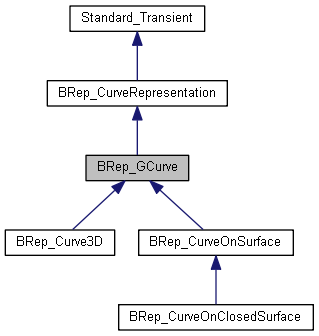 Standard_Transient
BRep_CurveRepresentation
BRep_GCurve
BRep_Curve3D
BRep_CurveOnSurface
BRep_CurveOnClosedSurface